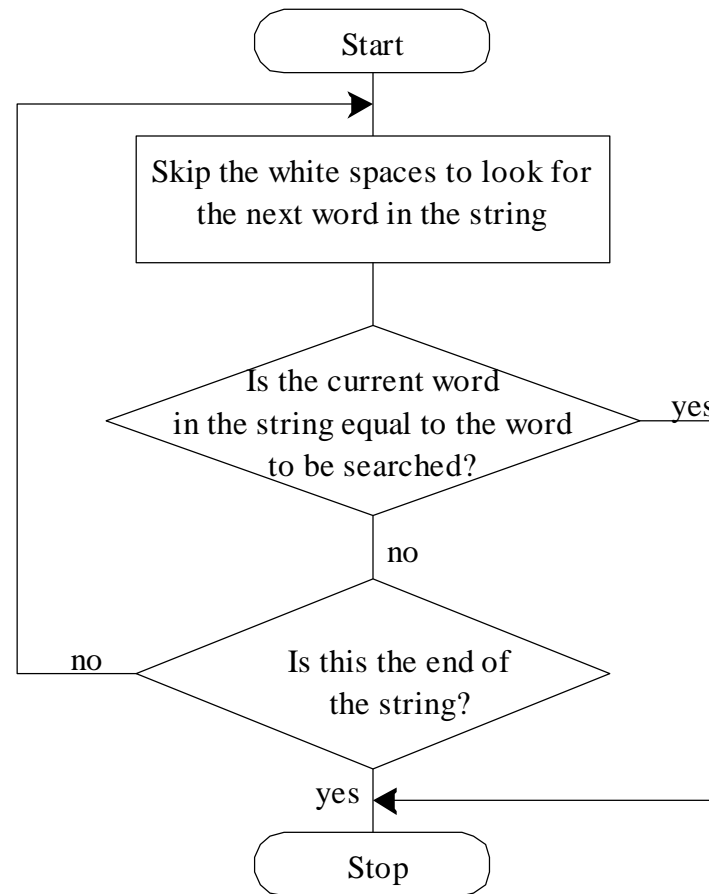 Start
Skip the white spaces to look for
the next word in the string
Is the current word
in the string equal to the word
to be searched?
yes
no
no
Is this the end of
the string?
yes
Stop